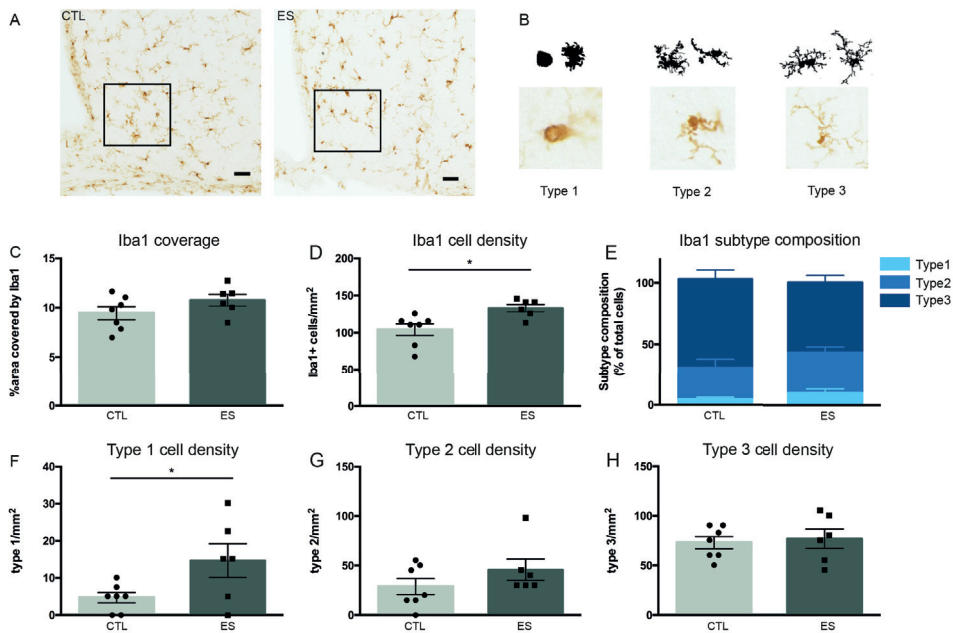 A
CTL
ES
B
Type 1
Type 2
Type 3
C
Iba1 coverage
%area covered by Iba1
15
10
5
0
CTL
ES
D
Iba1 cell density
Iba1+ cells/mm²
200
150
100
50
0
*
CTL
ES
E
Iba1 subtype composition
Subtype composition
(% of total cells)
100
50
0
CTL
ES
Type1
Type2
Type3
F
Type 1 cell density
type 1/mm²
40
30
20
10
0
*
CTL
ES
G
Type 2 cell density
type 2/mm²
150
100
50
0
CTL
ES
H
Type 3 cell density
type 3/mm²
150
100
50
0
CTL
ES